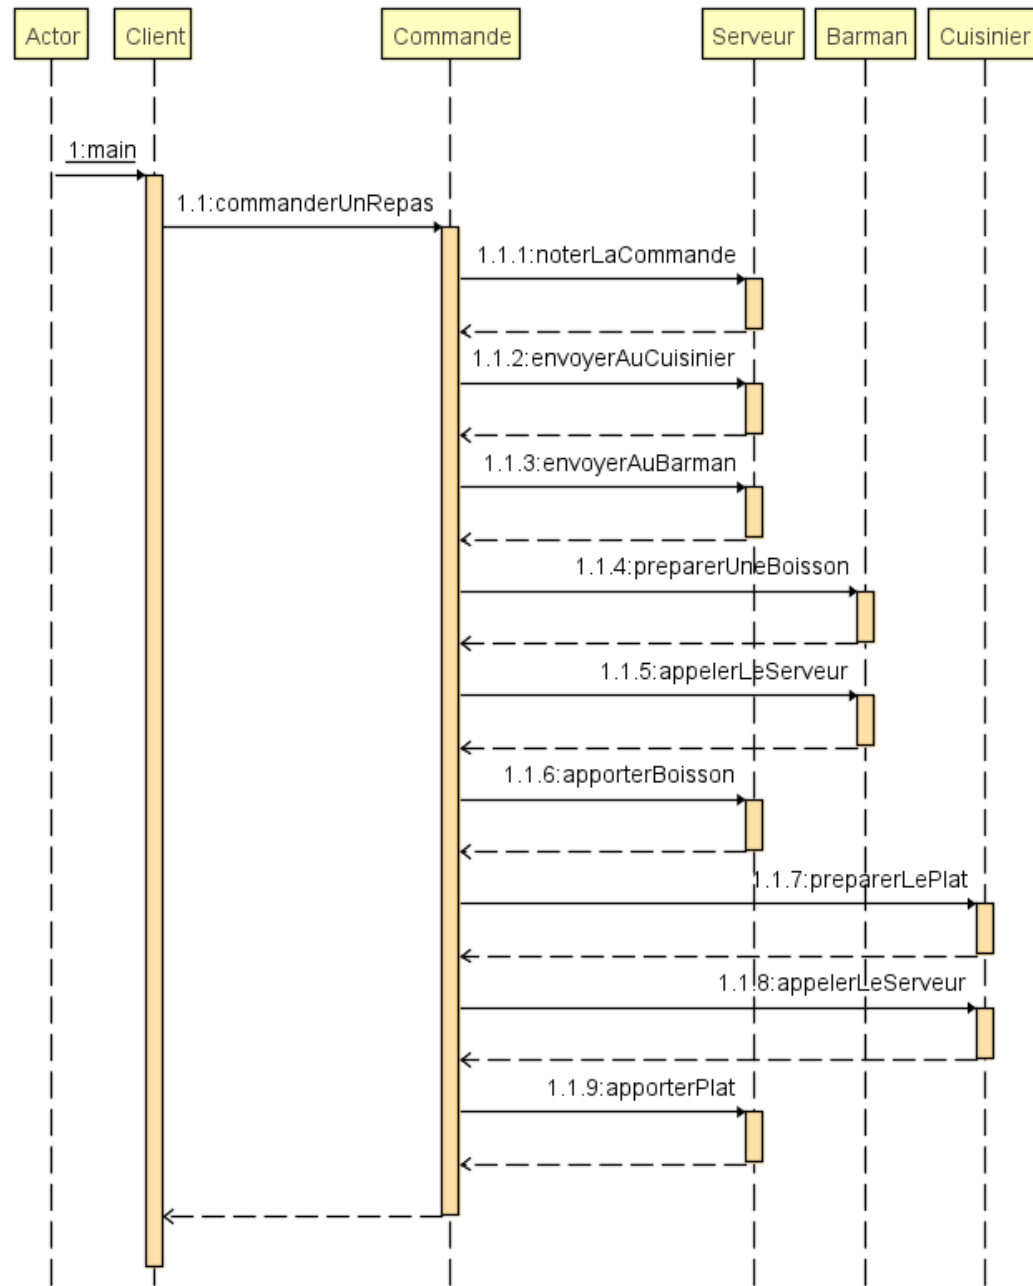 Actor
Client
Commande
Serveur
Barman
Cuisinier
1:main
1.1:commanderUnRepas
1.1.1:noterLaCommande
1.1.2:envoyerAuCuisinier
1.1.3:envoyerAuBarman
1.1.4:preparerUneBoisson
1.1.5:appelerLeServeur
1.1.6:apporterBoisson
1.1.7:preparerLePlat
1.1.8:appelerLeServeur
1.1.9:apporterPlat